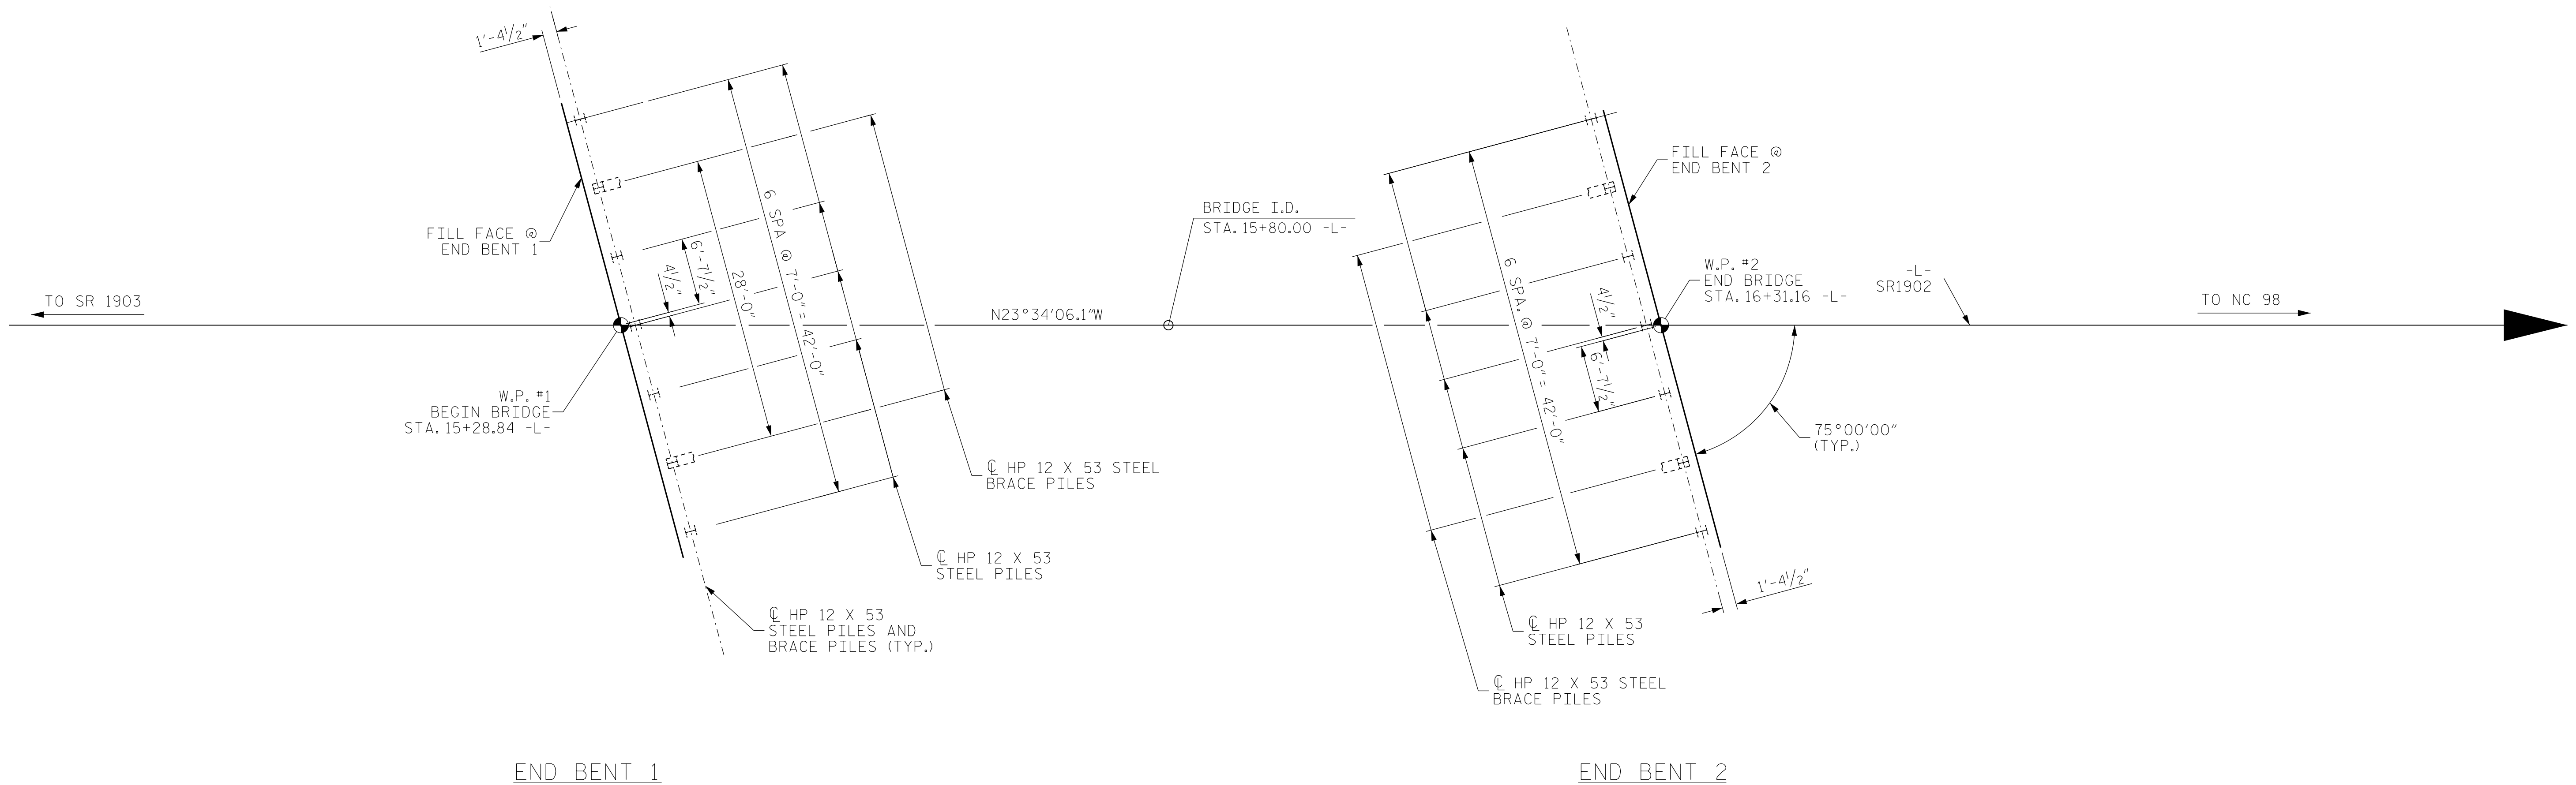 1'-4½"
FILL FACE @
END BENT 1
TO SR 1903
W.P. #1
BEGIN BRIDGE
STA. 15+28.84 -L-
4½"
6'-7½"
28'-0"
6 SPA @ 7'-0" = 42'-0"
℄ HP 12 X 53 STEEL
BRACE PILES
℄ HP 12 X 53
STEEL PILES
℄ HP 12 X 53
STEEL PILES AND
BRACE PILES (TYP.)
N23°34'06.1"W
BRIDGE I.D.
STA. 15+80.00 -L-
6 SPA. @ 7'-0" = 42'-0"
4½"
6'-7½"
FILL FACE @
END BENT 2
W.P. #2
END BRIDGE
STA. 16+31.16 -L-
-L-
SR1902
TO NC 98
75°00'00"
(TYP.)
1'-4½"
℄ HP 12 X 53
STEEL PILES
℄ HP 12 X 53 STEEL
BRACE PILES
END BENT 1
END BENT 2